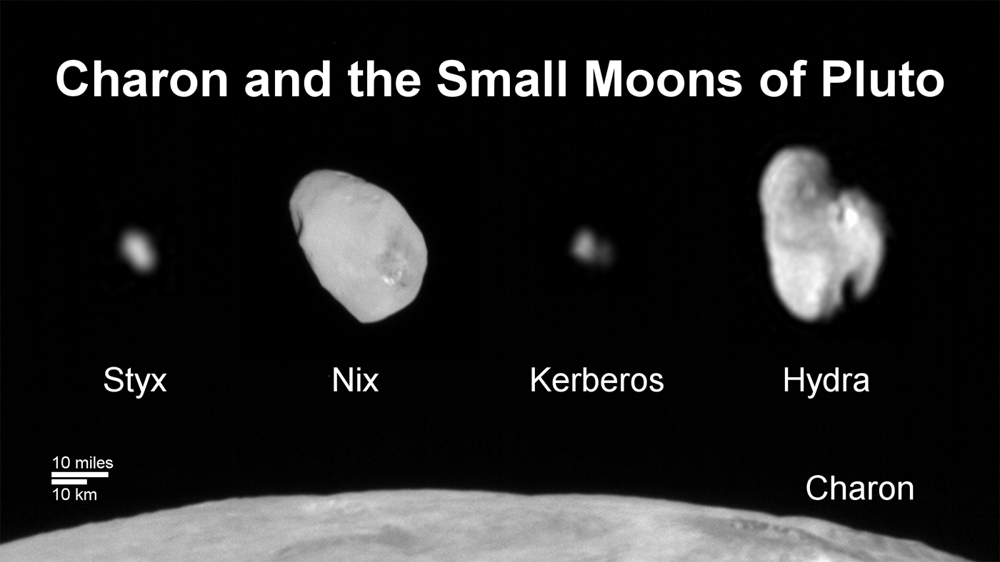 Charon and the Small Moons of Pluto
Styx
Nix
Kerberos
Hydra
10 miles
10 km
Charon